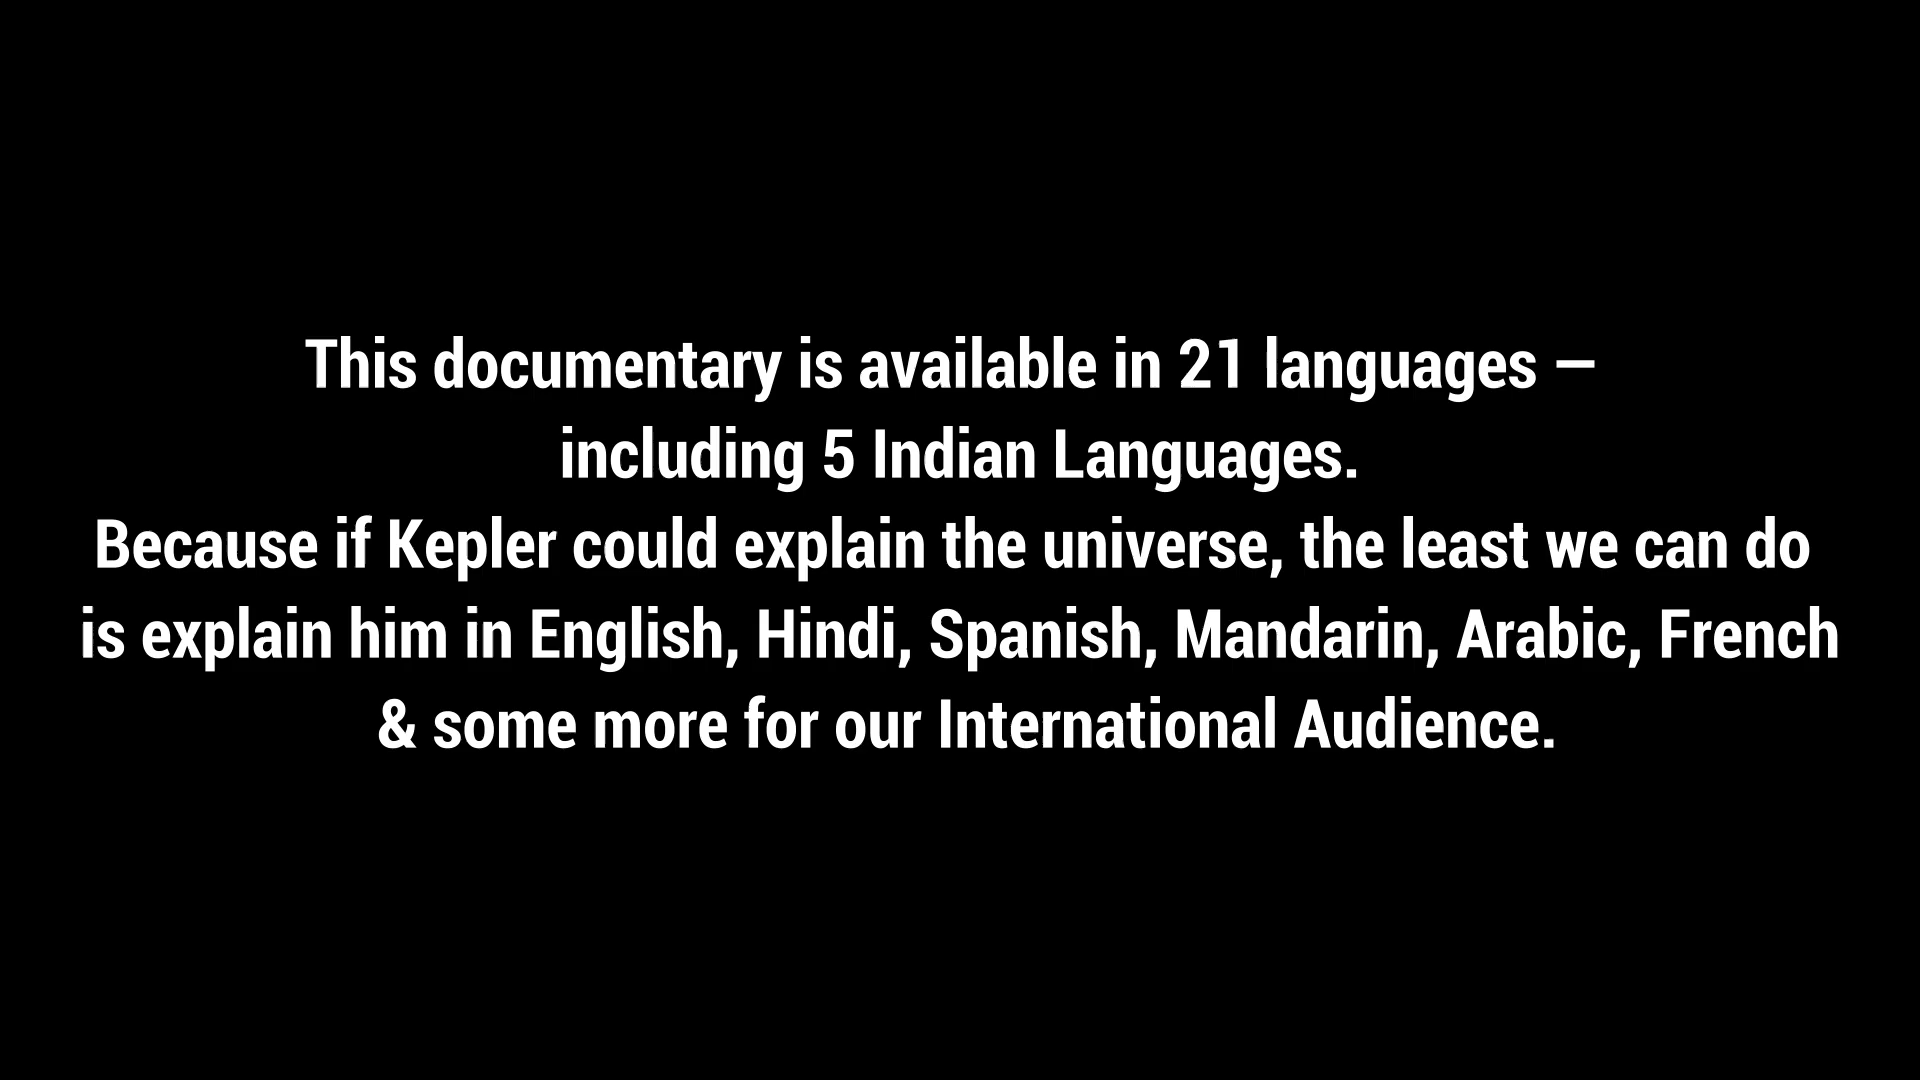 This documentary is available in 21 languages —
including 5 Indian Languages.
Because if Kepler could explain the universe, the least we can do
is explain him in English, Hindi, Spanish, Mandarin, Arabic, French
& some more for our International Audience.